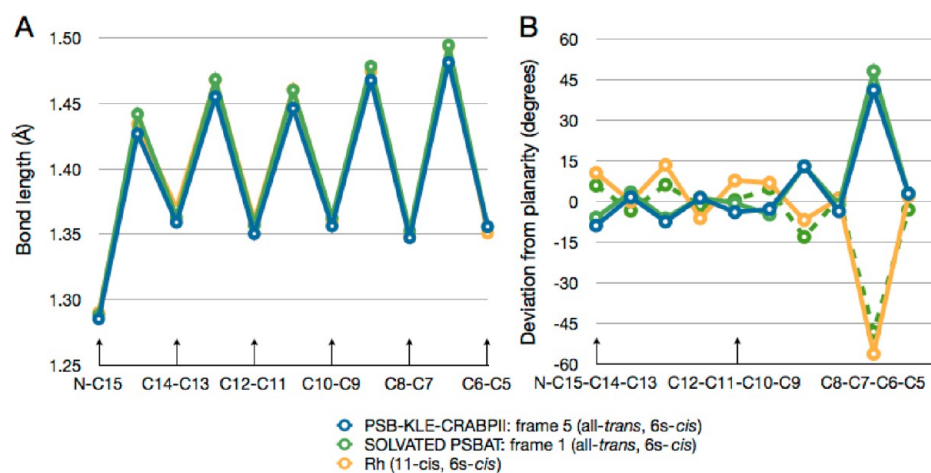 A
Bond length (Å)
1.50
1.45
1.40
1.35
1.30
1.25
N-C15
C14-C13
C12-C11
C10-C9
C8-C7
C6-C5
B
Deviation from planarity (degrees)
60
45
30
15
0
-15
-30
-45
-60
N-C15-C14-C13
C12-C11-C10-C9
C8-C7-C6-C5
PSB-KLE-CRABPII: frame 5 (all-trans, 6s-cis)
SOLVATED PSBAT: frame 1 (all-trans, 6s-cis)
Rh (11-cis, 6s-cis)